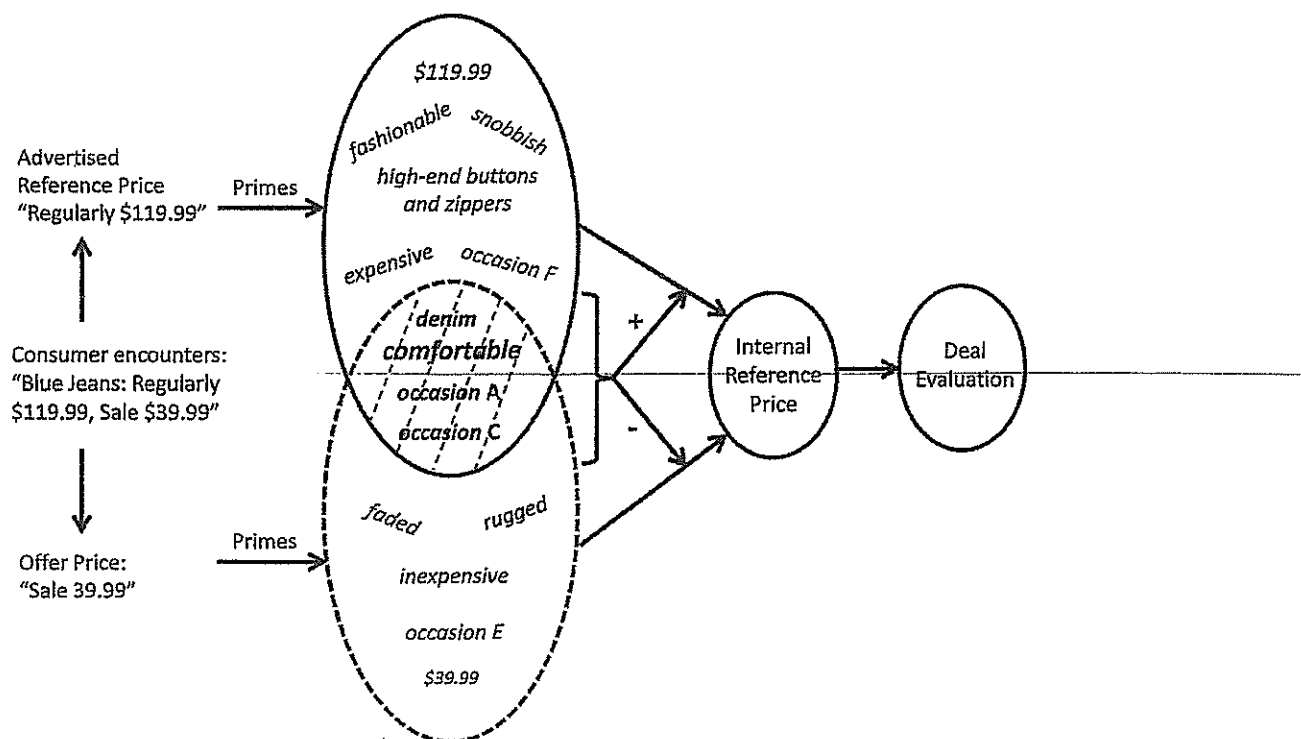 $119.99
fashionable
snobbish
high-end buttons
and zippers
expensive
occasion F
denim
comfortable
occasion A
occasion C
faded
rugged
inexpensive
occasion E
$39.99
Advertised
Reference Price
“Regularly $119.99”
Primes
Consumer encounters:
“Blue Jeans: Regularly
$119.99, Sale $39.99”
Offer Price:
“Sale 39.99”
Primes
+
-
Internal
Reference
Price
Deal
Evaluation